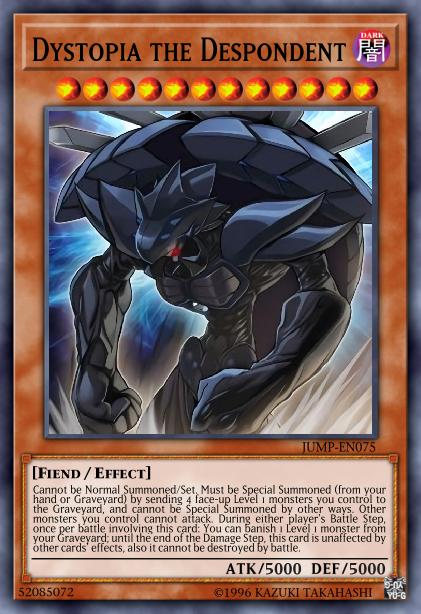 DYSTOPIA THE DESPONDENT
DARK
闇
JUMP-EN075
[FIEND / EFFECT]
Cannot be Normal Summoned/Set. Must be Special Summoned (from your
hand or Graveyard) by sending 4 face-up Level 1 monsters you control to
the Graveyard, and cannot be Special Summoned by other ways. Other
monsters you control cannot attack. During either player's Battle Step,
once per battle involving this card: You can banish 1 Level 1 monster from
your Graveyard; until the end of the Damage Step, this card is unaffected by
other cards' effects, also it cannot be destroyed by battle.
ATK/5000 DEF/5000
52085072 ©1996 KAZUKI TAKAHASHI